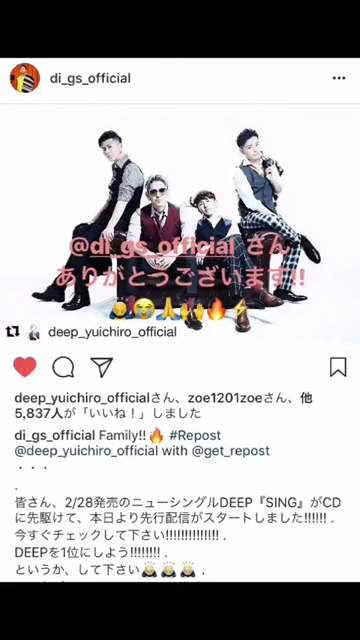 di_gs_official
@di_gs_official さん
ありがとうございます!!
deep_yuichiro_official
deep_yuichiro_officialさん、zoe1201zoeさん、他
5,837人が「いいね！」しました
di_gs_official Family!!🔥 #Repost
@deep_yuichiro_official with @get_repost
・・・
.
皆さん、2/28発売のニューシングルDEEP『SING』がCD
に先駆けて、本日より先行配信がスタートしました!!!!!! .
今すぐチェックして下さい!!!!!!!!!!!!!! .
DEEPを1位にしよう!!!!!!!! .
というか、して下さい🙇🙇🙇 .